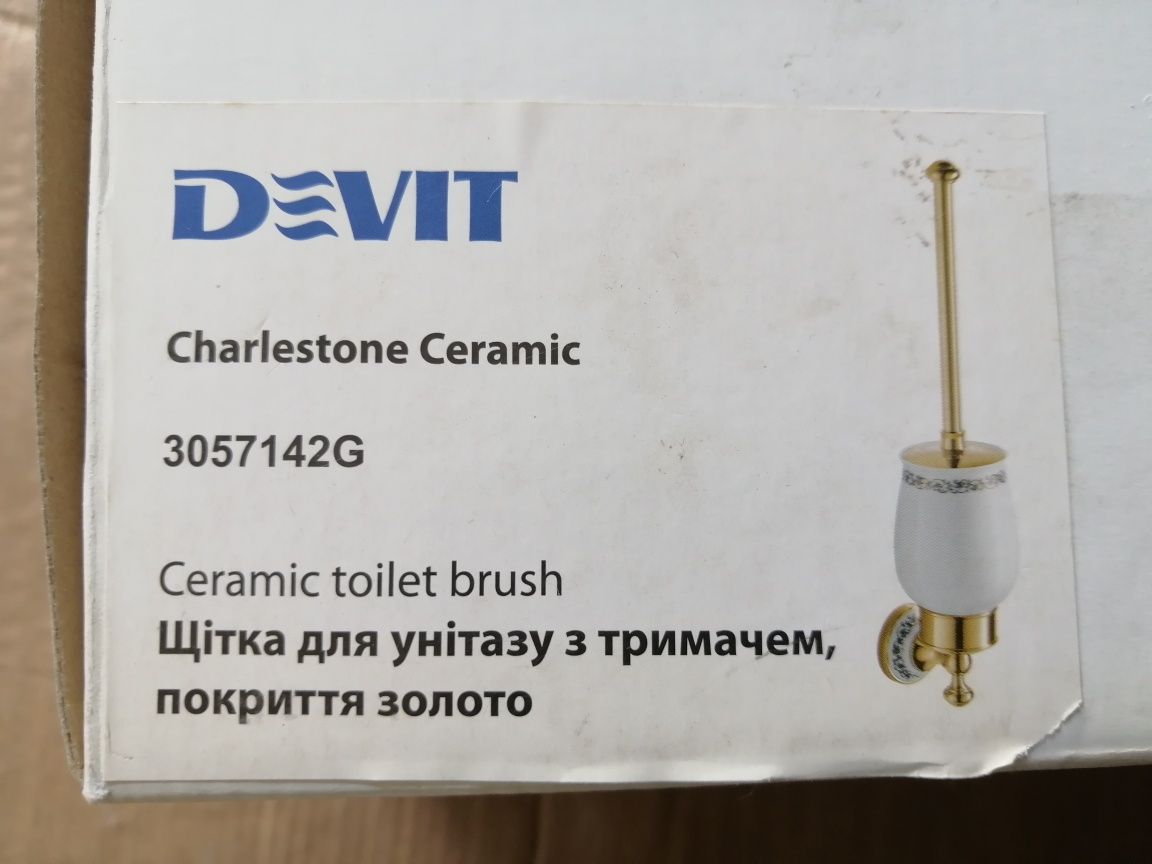 DEVIT
Charlestone Ceramic
3057142G
Ceramic toilet brush
Щітка для унітазу з тримачем,
покриття золото